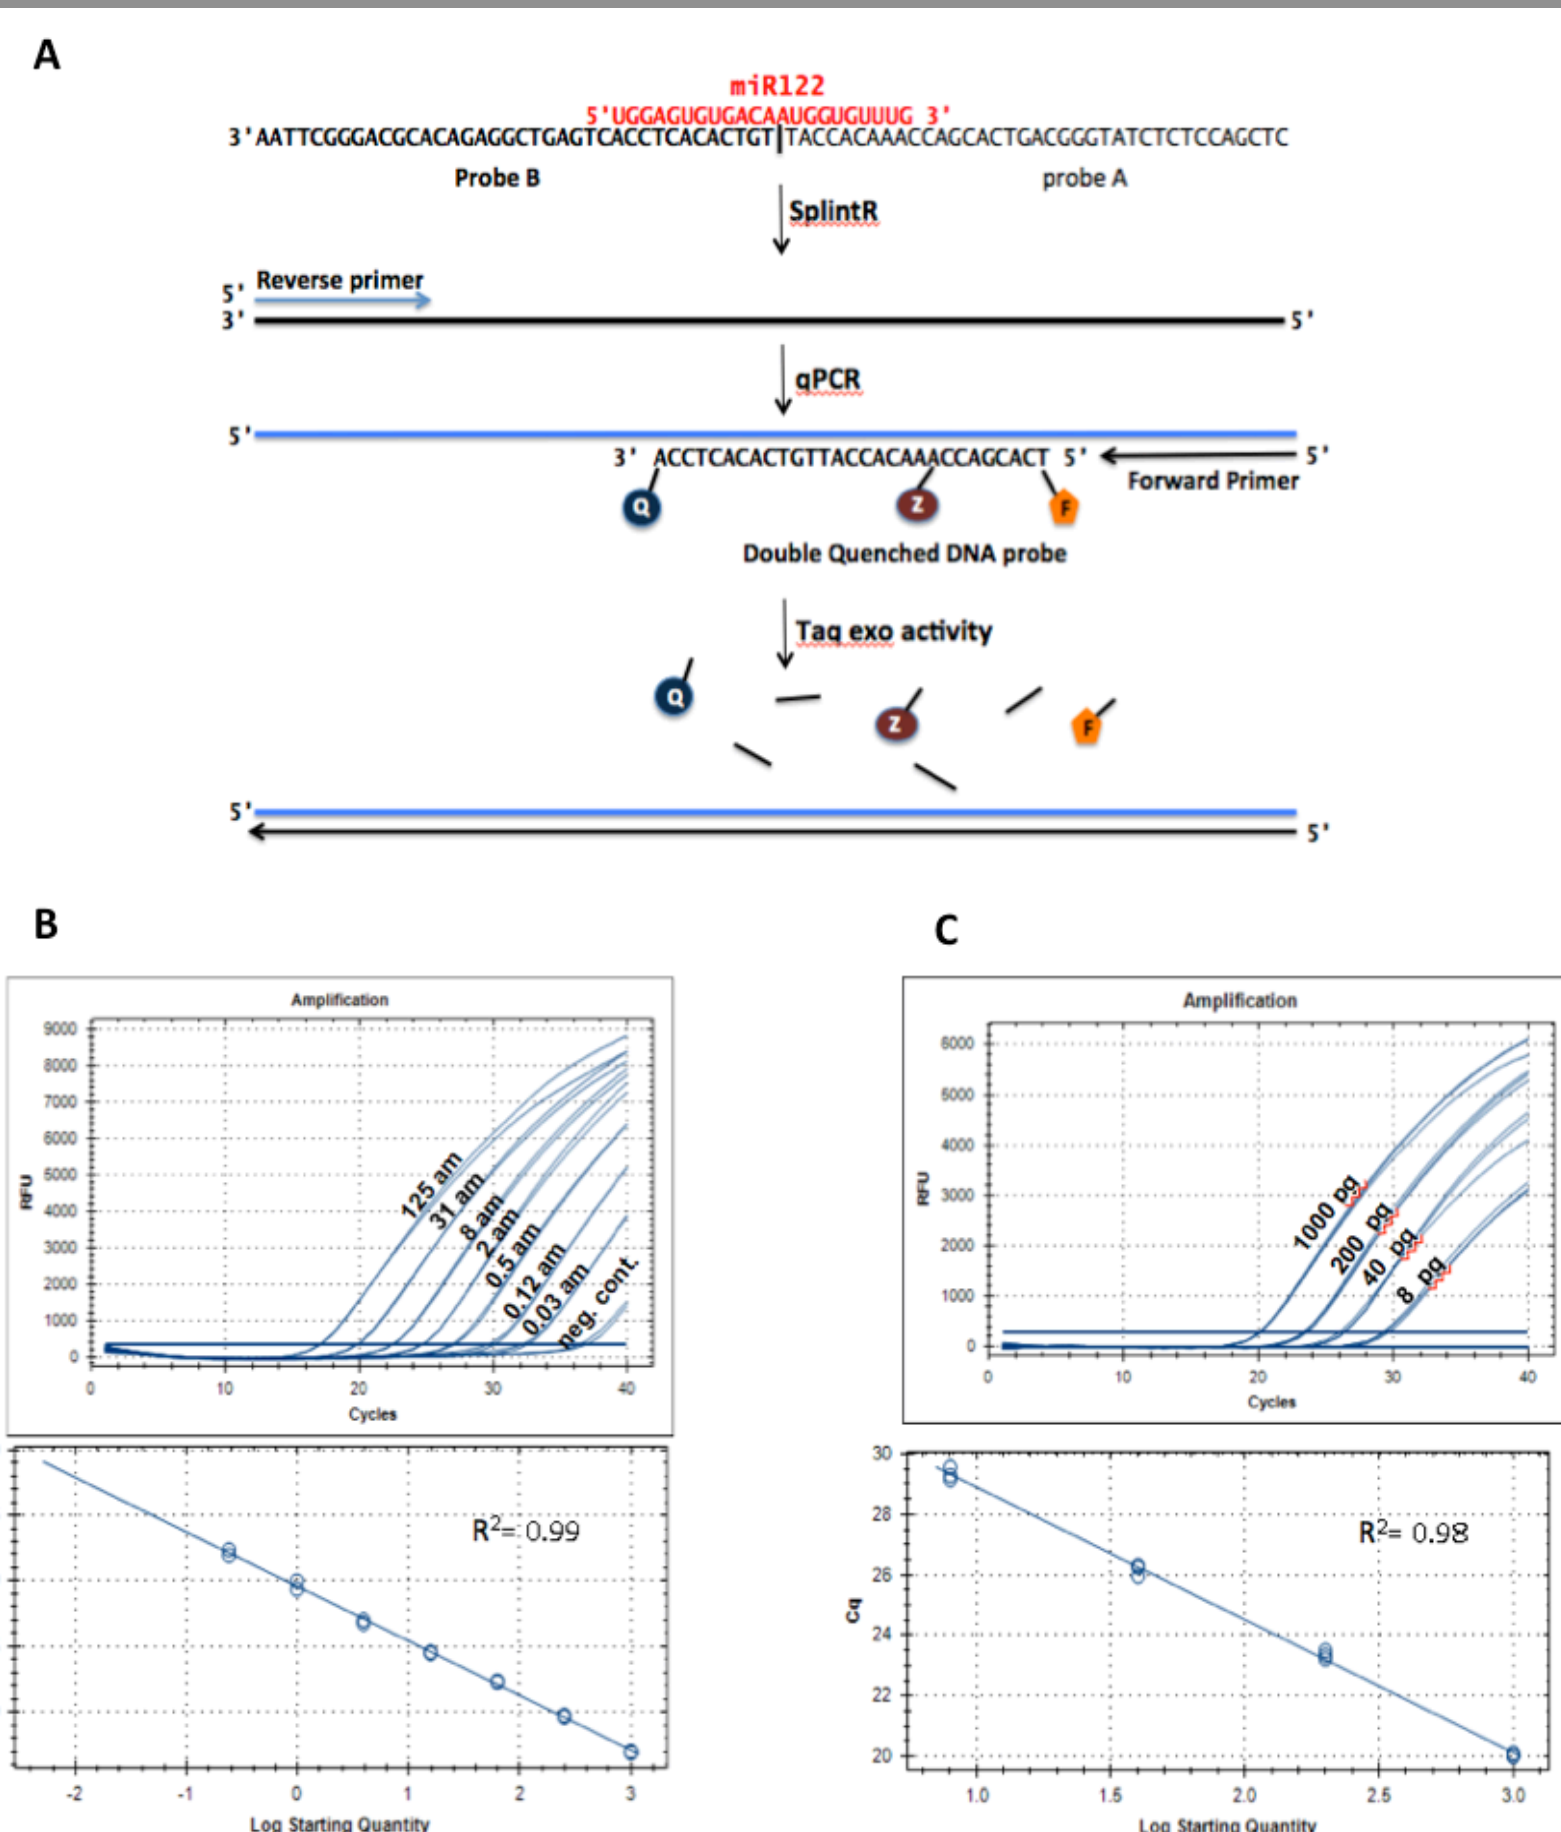 A
miR122
5'UGGAGUGUGACAAUGGUGUUUG 3'
3'AATTCGGGACGCACAGAGGCTGAGTCACCTCACACTGT|TACCACAAACCAGCACTGACGGGTATCTCTCCAGCTC
Probe B probe A
SplintR
Reverse primer
5'
3' 5'
qPCR
5'
3' ACCTCACACTGTTACCACAAACCAGCACT 5' 5'
Forward Primer
Q Z F
Double Quenched DNA probe
Taq exo activity
Q Z F
5'
5'
B
Amplification
RFU
9000
8000
7000
6000
5000
4000
3000
2000
1000
0
125 am
31 am
8 am
2 am
0.5 am
0.12 am
0.03 am
neg. cont.
0 10 20 30 40
Cycles
R2= 0.99
-2 -1 0 1 2 3
Log Starting Quantity
C
Amplification
RFU
6000
5000
4000
3000
2000
1000
0
1000 pg
200 pg
40 pg
8 pg
0 10 20 30 40
Cycles
Cq
30
28
26
24
22
20
R2= 0.98
1.0 1.5 2.0 2.5 3.0
Log Starting Quantity